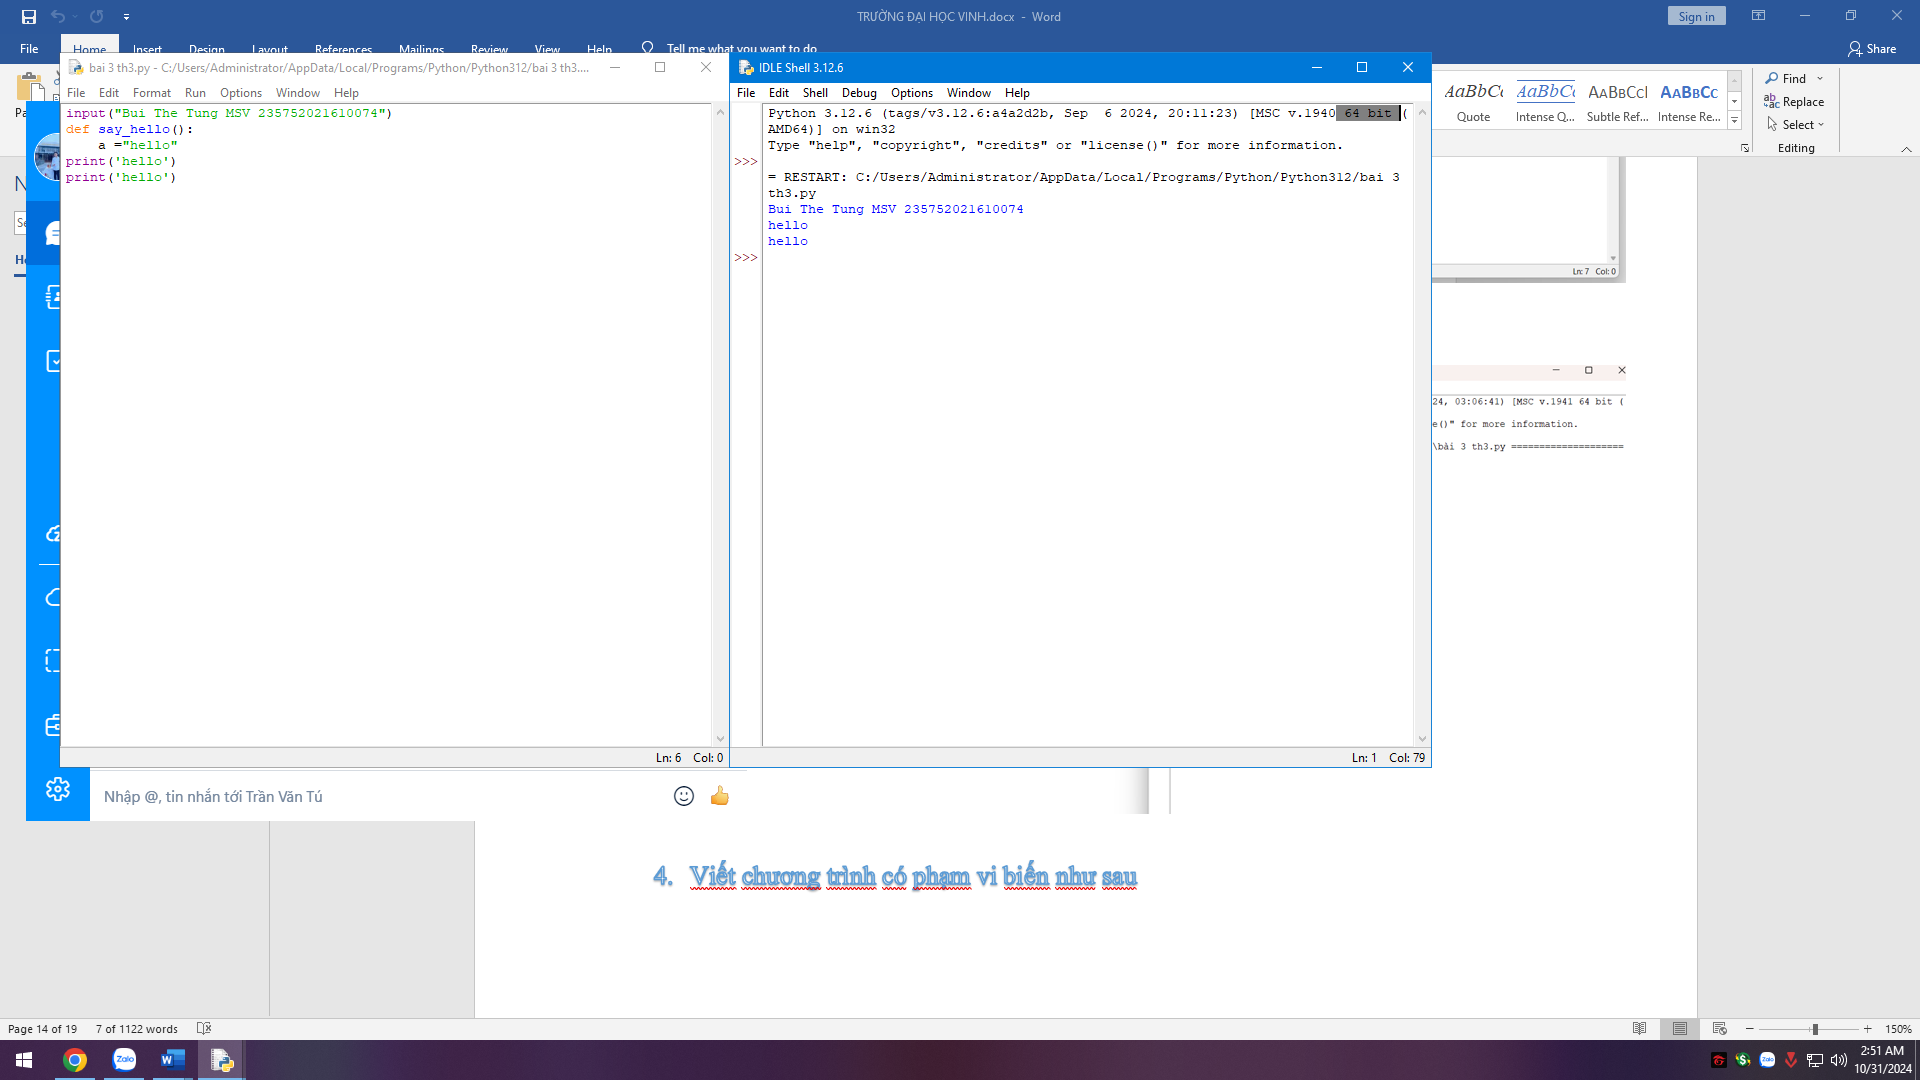 TRƯỜNG ĐẠI HỌC VINH.docx - Word
Sign in
File Home Insert Design Layout References Mailings Review View Help Tell me what you want to do
Share
bai 3 th3.py - C:/Users/Administrator/AppData/Local/Programs/Python/Python312/bai 3 th3....
File Edit Format Run Options Window Help
input("Bui The Tung MSV 235752021610074")
def say_hello():
    a ="hello"
print('hello')
print('hello')
Ln: 6 Col: 0
IDLE Shell 3.12.6
File Edit Shell Debug Options Window Help
Python 3.12.6 (tags/v3.12.6:a4a2d2b, Sep  6 2024, 20:11:23) [MSC v.1940 64 bit (
AMD64)] on win32
Type "help", "copyright", "credits" or "license()" for more information.
>>>
= RESTART: C:/Users/Administrator/AppData/Local/Programs/Python/Python312/bai 3
th3.py
Bui The Tung MSV 235752021610074
hello
hello
>>>
Ln: 1 Col: 79
AaBbCc AaBbCc AABBCCI AABBCC
Quote Intense Q... Subtle Ref... Intense Re...
Find
Replace
Select
Editing
Ln: 7 Col: 0
24, 03:06:41) [MSC v.1941 64 bit (
e()" for more information.
\bài 3 th3.py ====================
Nhập @, tin nhắn tới Trần Văn Tú
4. Viết chương trình có phạm vi biến như sau
Page 14 of 19 7 of 1122 words
150%
Zalo
2:51 AM
10/31/2024